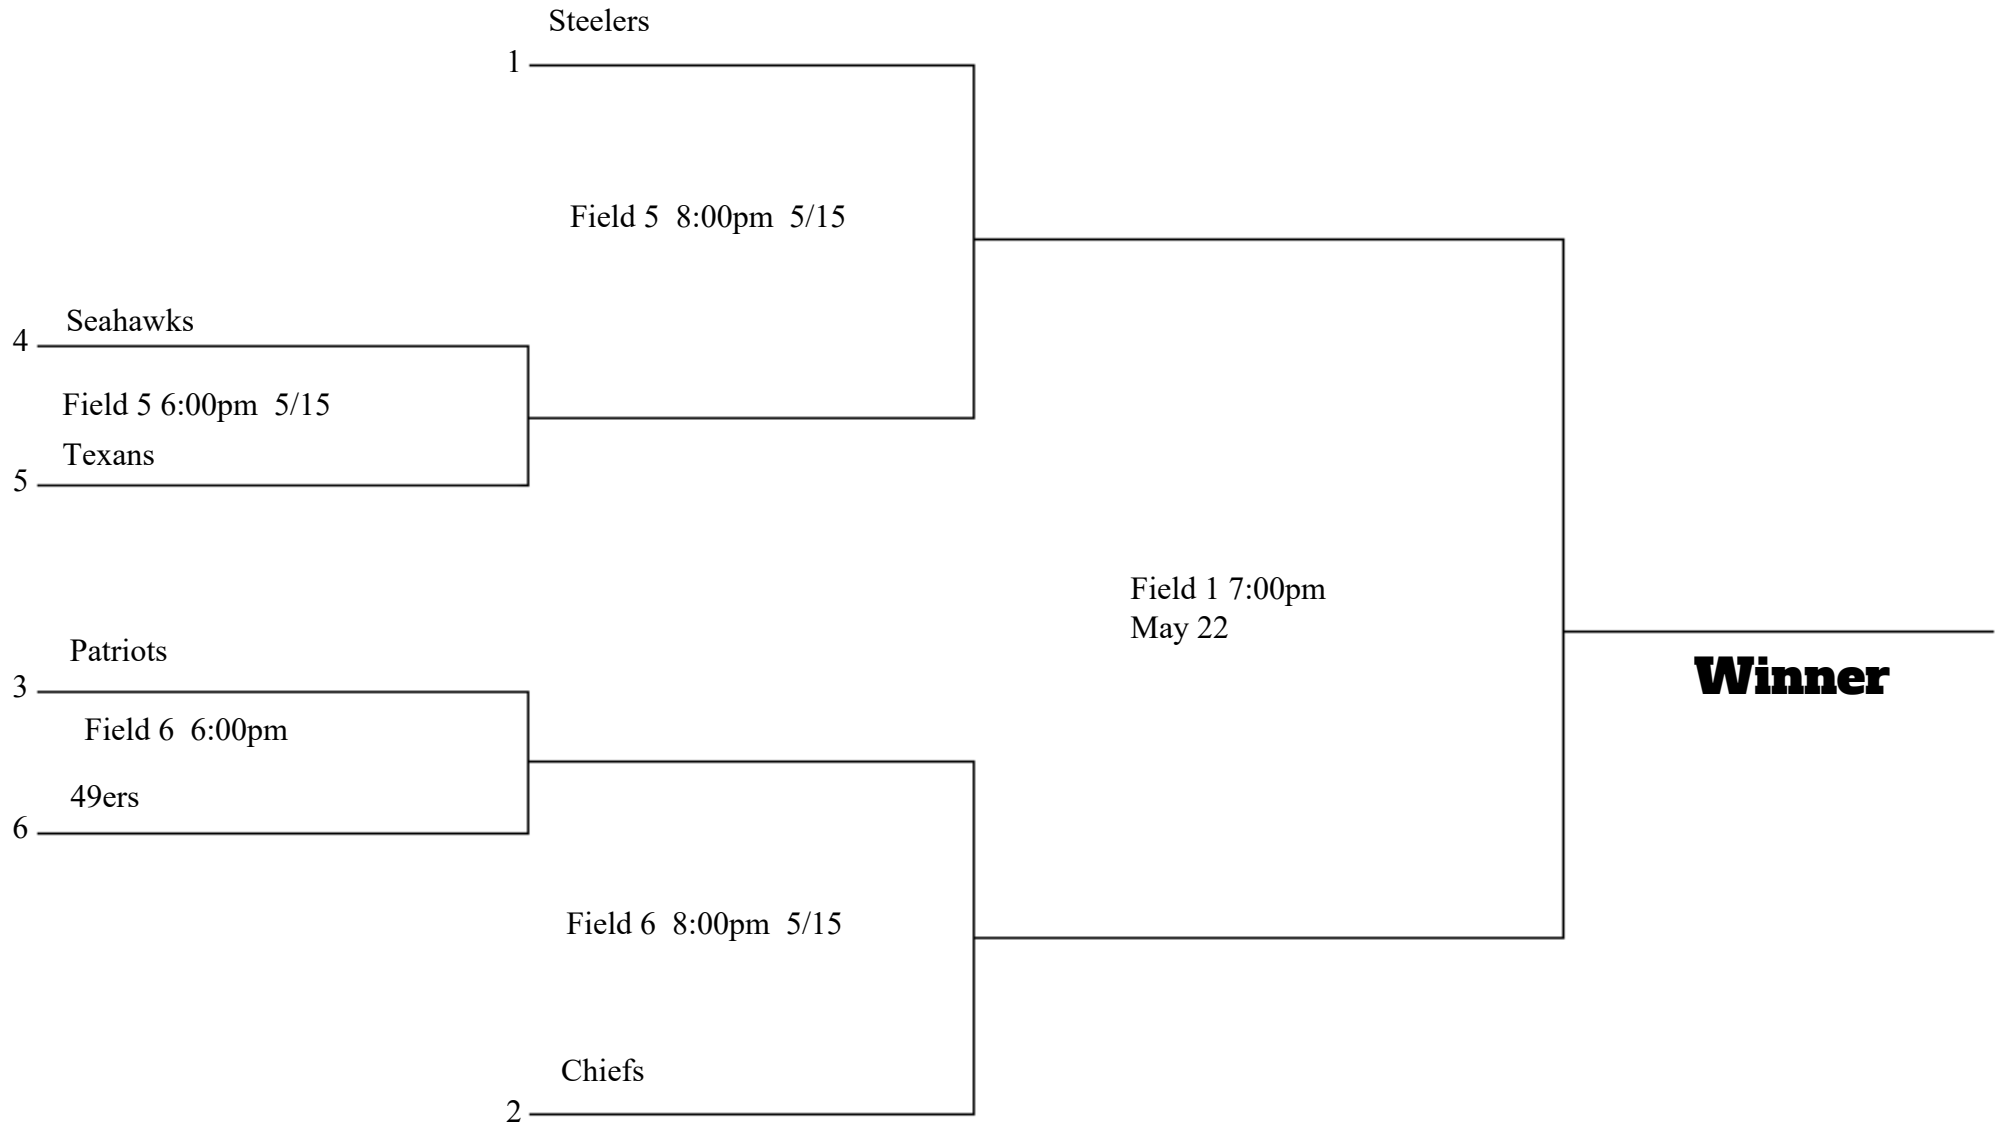 Steelers
1
Field 5  8:00pm  5/15
Seahawks
4
Field 5 6:00pm  5/15
Texans
5
Field 1 7:00pm
May 22
Winner
Patriots
3
Field 6  6:00pm
49ers
6
Field 6  8:00pm  5/15
Chiefs
2